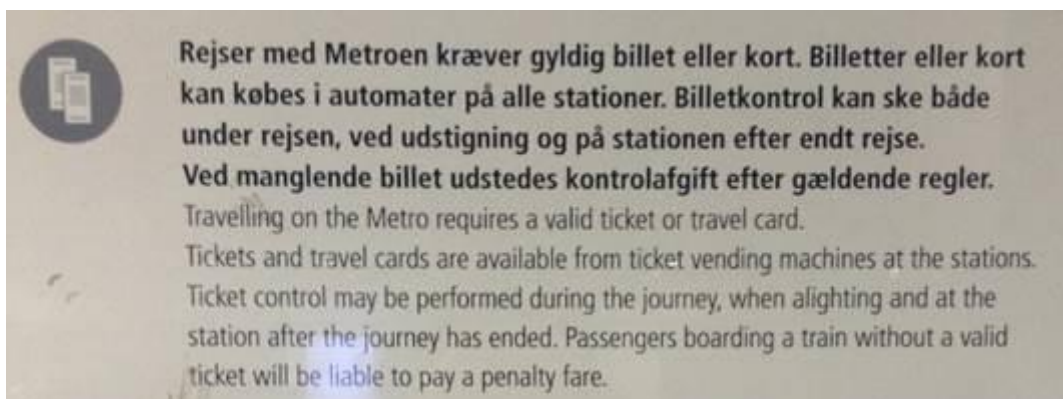 Rejser med Metroen kræver gyldig billet eller kort. Billetter eller kort
kan købes i automater på alle stationer. Billetkontrol kan ske både
under rejsen, ved udstigning og på stationen efter endt rejse.
Ved manglende billet udstedes kontrolafgift efter gældende regler.
Travelling on the Metro requires a valid ticket or travel card.
Tickets and travel cards are available from ticket vending machines at the stations.
Ticket control may be performed during the journey, when alighting and at the
station after the journey has ended. Passengers boarding a train without a valid
ticket will be liable to pay a penalty fare.